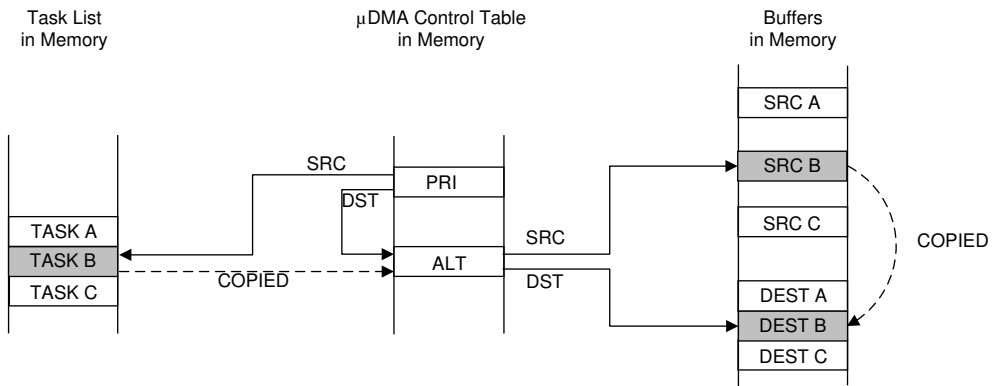 Task List
in Memory
μDMA Control Table
in Memory
Buffers
in Memory
SRC A
SRC B
SRC C
DEST A
DEST B
DEST C
COPIED
SRC
PRI
DST
ALT
SRC
DST
TASK A
TASK B
TASK C
COPIED